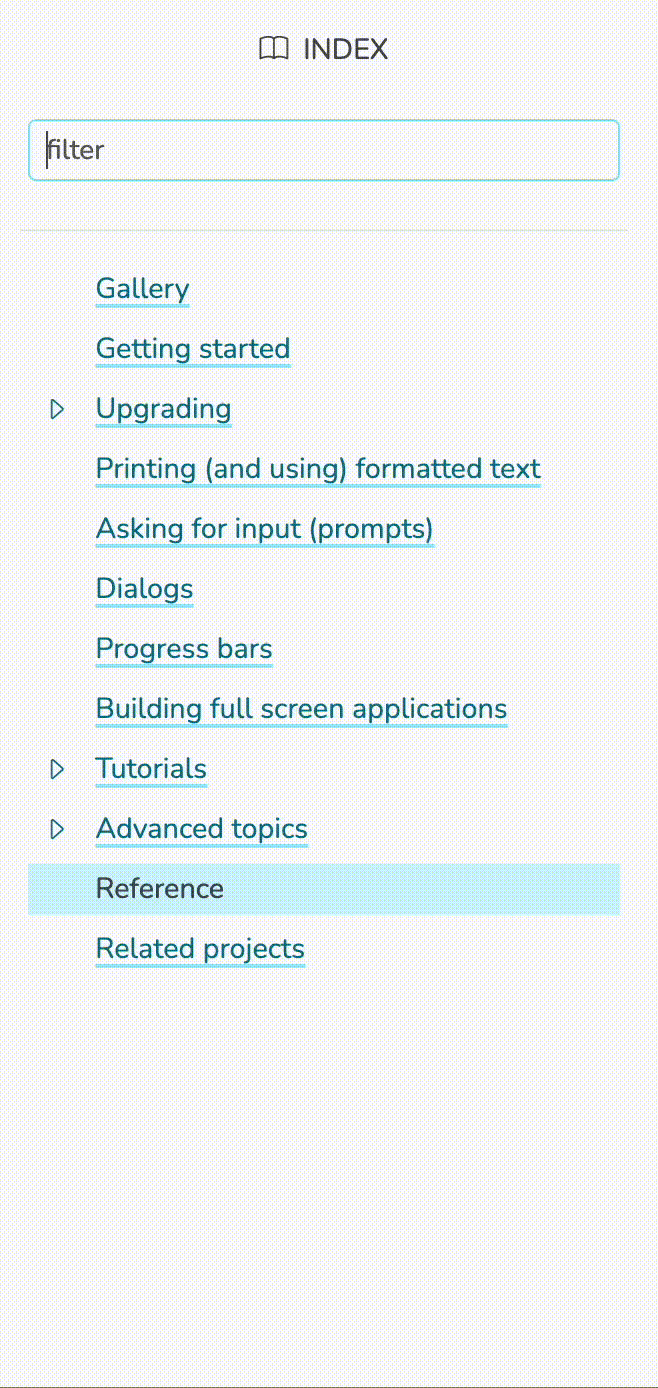 INDEX
filter
Gallery
Getting started
Upgrading
Printing (and using) formatted text
Asking for input (prompts)
Dialogs
Progress bars
Building full screen applications
Tutorials
Advanced topics
Reference
Related projects